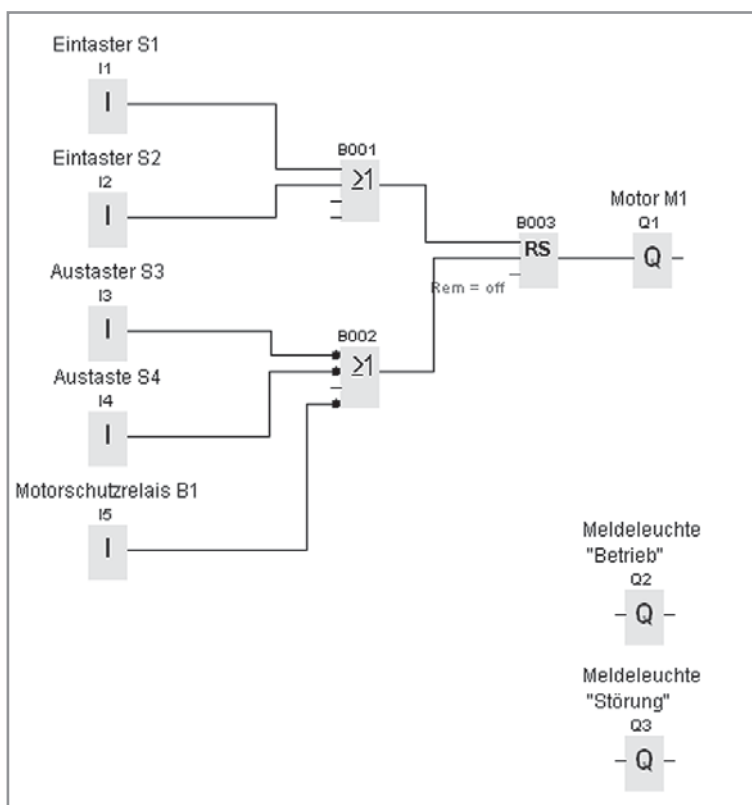 Eintaster S1
I1
I
Eintaster S2
I2
I
B001
≥1
Motor M1
B003
Q1
RS
Q
Rem = off
Austaster S3
I3
I
B002
≥1
Austaste S4
I4
I
Motorschutzrelais B1
I5
I
Meldeleuchte
"Betrieb"
Q2
Q
Meldeleuchte
"Störung"
Q3
Q